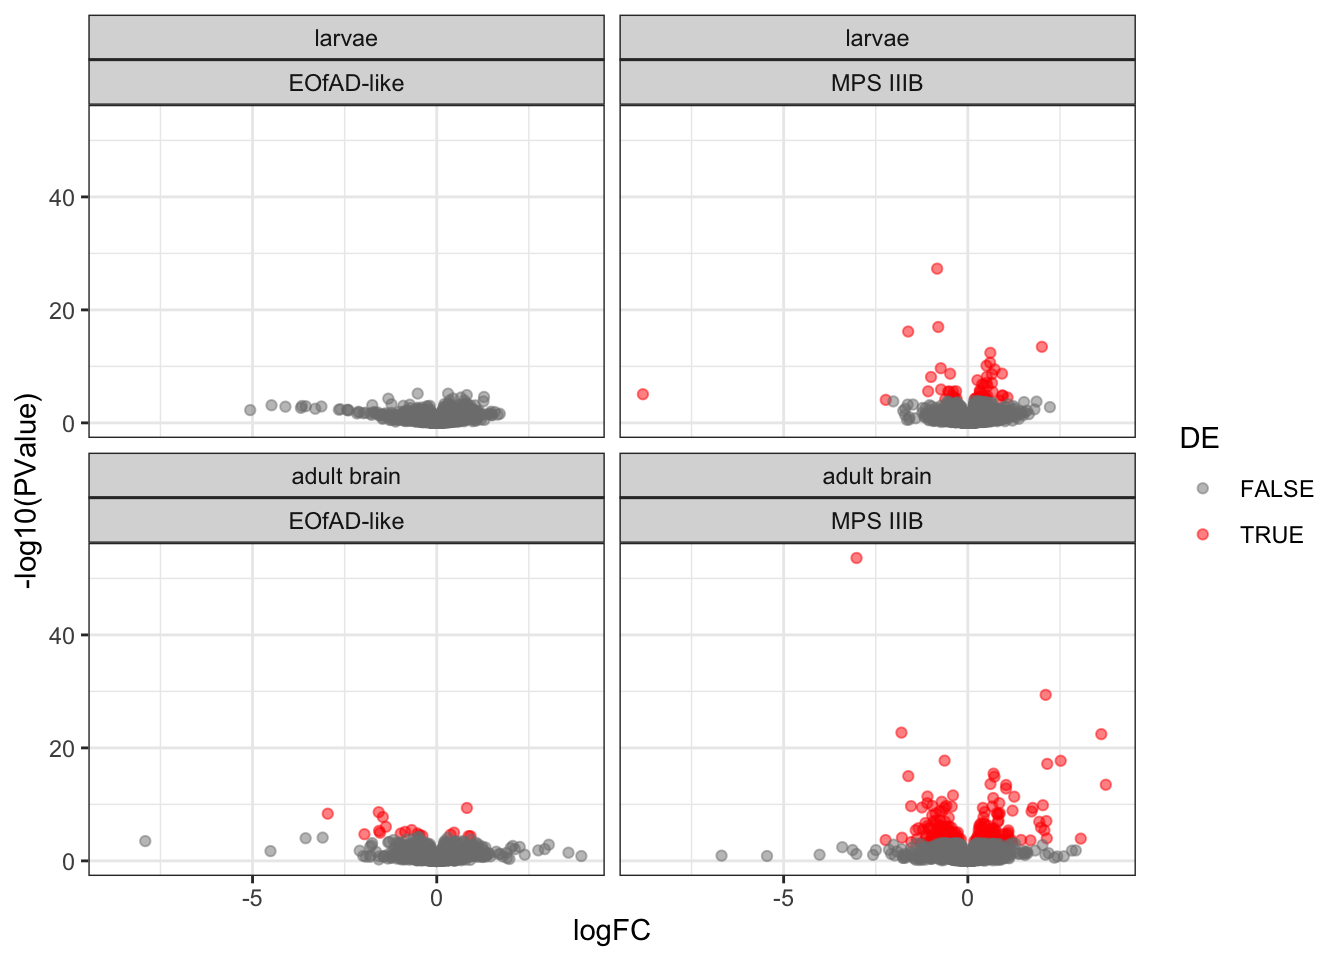 larvae
larvae
EOfAD-like
MPS IIIB
40
20
0
adult brain
adult brain
EOfAD-like
MPS IIIB
40
20
0
-5
0
-5
0
logFC
-log10(PValue)
DE
FALSE
TRUE